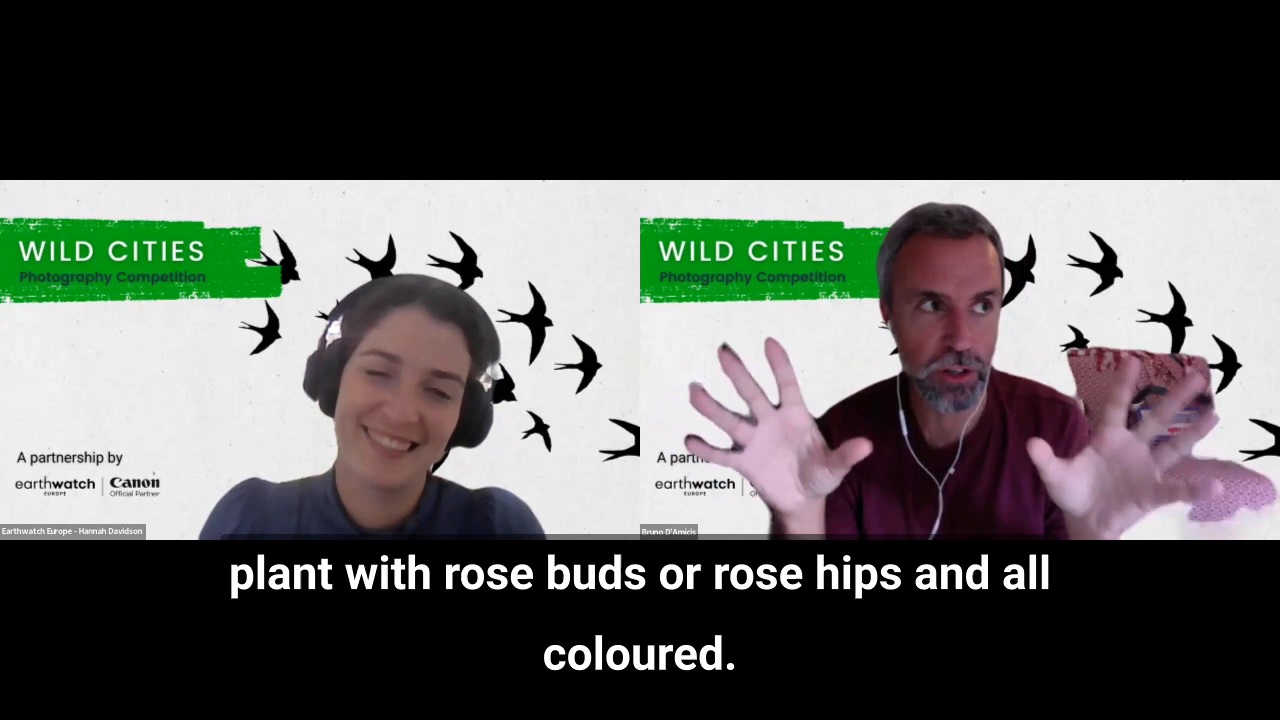 WILD CITIES
Photography Competition
A partnership by
earthwatch
EUROPE
Canon
Official Partner
Earthwatch Europe - Hannah Davidson
WILD CITIES
Photography Competition
A
earthwatch
EUROPE
Bruno D'Amicis
plant with rose buds or rose hips and all
coloured.